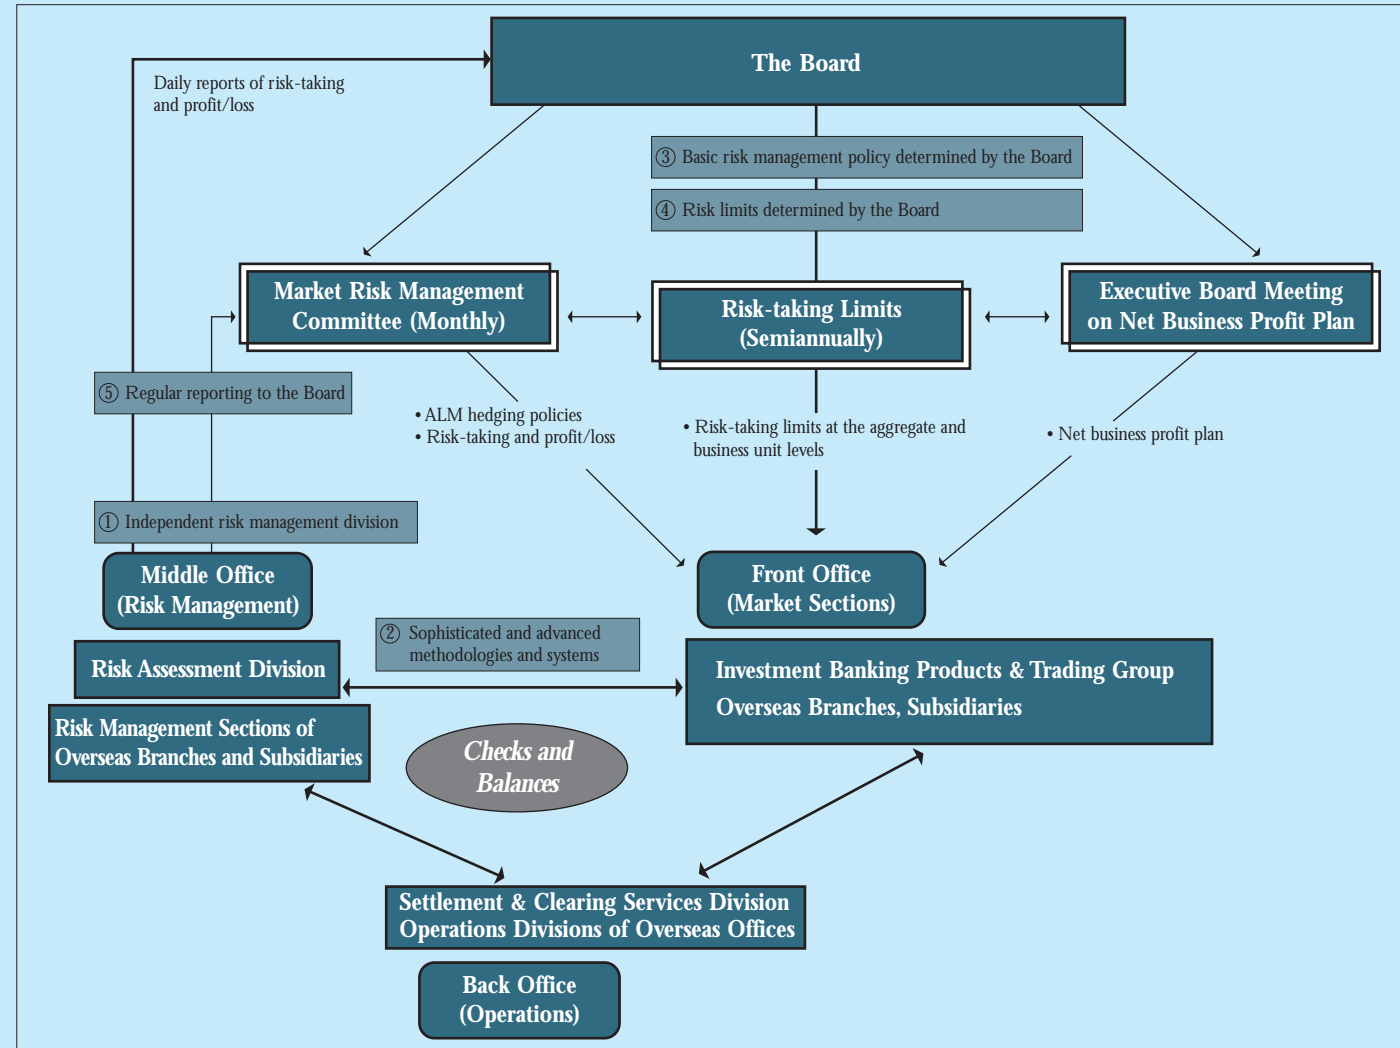 The Board
Daily reports of risk-taking
and profit/loss
③ Basic risk management policy determined by the Board
④ Risk limits determined by the Board
Market Risk Management
Committee (Monthly)
Risk-taking Limits
(Semiannually)
Executive Board Meeting
on Net Business Profit Plan
⑤ Regular reporting to the Board
• ALM hedging policies
• Risk-taking and profit/loss
• Risk-taking limits at the aggregate and
business unit levels
• Net business profit plan
① Independent risk management division
Middle Office
(Risk Management)
Front Office
(Market Sections)
② Sophisticated and advanced
methodologies and systems
Risk Assessment Division
Investment Banking Products & Trading Group
Overseas Branches, Subsidiaries
Risk Management Sections of
Overseas Branches and Subsidiaries
Checks and
Balances
Settlement & Clearing Services Division
Operations Divisions of Overseas Offices
Back Office
(Operations)